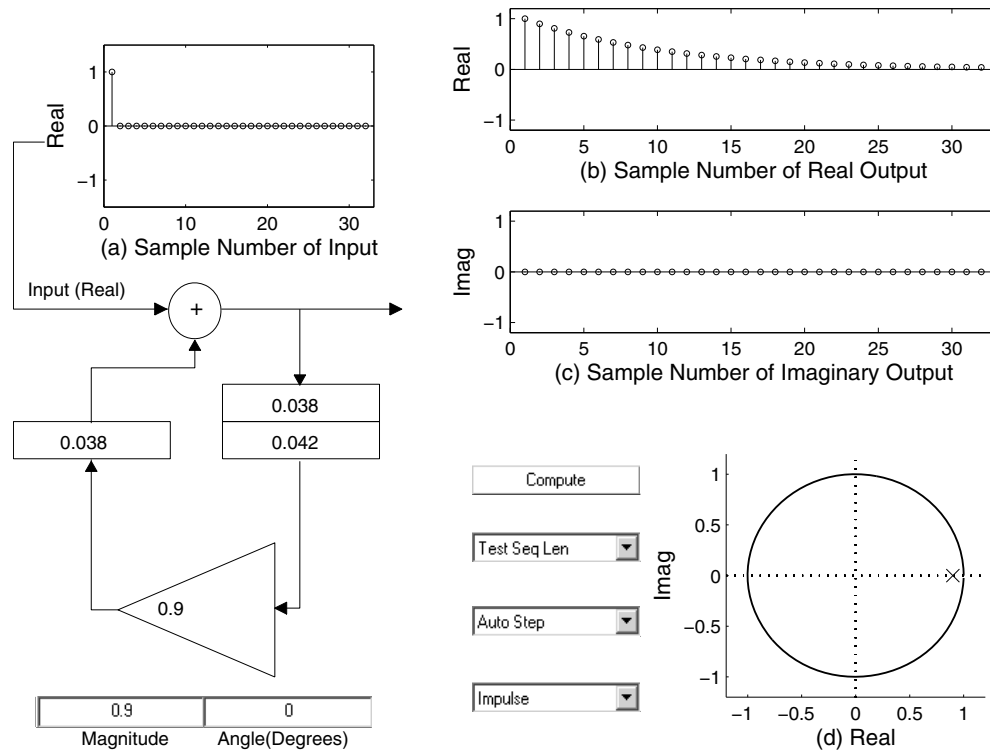 1
0
−1
Real
0
10
20
30
(a) Sample Number of Input
1
0
−1
Real
0
5
10
15
20
25
30
(b) Sample Number of Real Output
1
0
−1
Imag
0
5
10
15
20
25
30
(c) Sample Number of Imaginary Output
Input (Real)
+
0.038
0.038
0.042
0.9
0.9
0
Magnitude
Angle(Degrees)
Compute
Test Seq Len
Auto Step
Impulse
1
0.5
0
−0.5
−1
Imag
−1
0
0.5
1
(d) Real